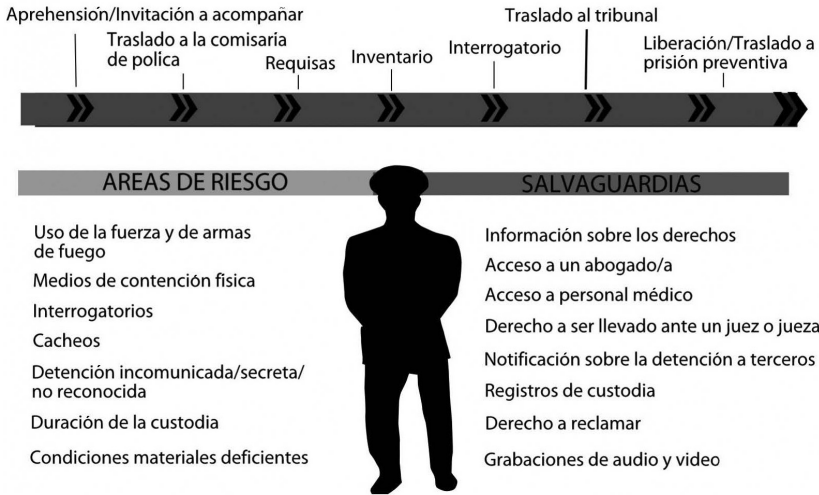 Aprehensión/Invitación a acompañar
Traslado a la comisaria
de polica
Requisas
Inventario
Interrogatorio
Traslado al tribunal
Liberación/Traslado a
prisión preventiva
AREAS DE RIESGO
Uso de la fuerza y de armas
de fuego
Medios de contención física
Interrogatorios
Cacheos
Detención incomunicada/secreta/
no reconocida
Duración de la custodia
Condiciones materiales deficientes
SALVAGUARDIAS
Información sobre los derechos
Acceso a un abogado/a
Acceso a personal médico
Derecho a ser llevado ante un juez o jueza
Notificación sobre la detención a terceros
Registros de custodia
Derecho a reclamar
Grabaciones de audio y video